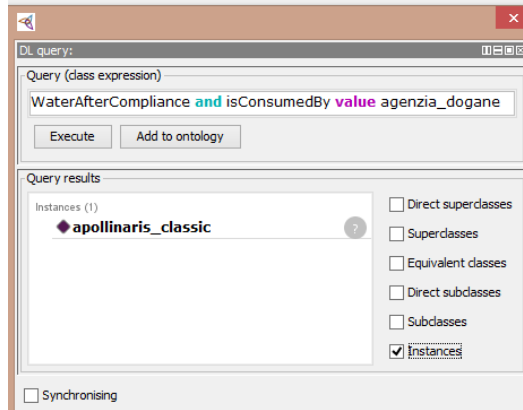 DL query:
Query (class expression)
WaterAfterCompliance and isConsumedBy value agenzia_dogane
Execute
Add to ontology
Query results
Instances (1)
apollinaris_classic
?
Direct superclasses
Superclasses
Equivalent classes
Direct subclasses
Subclasses
Instances
Synchronising